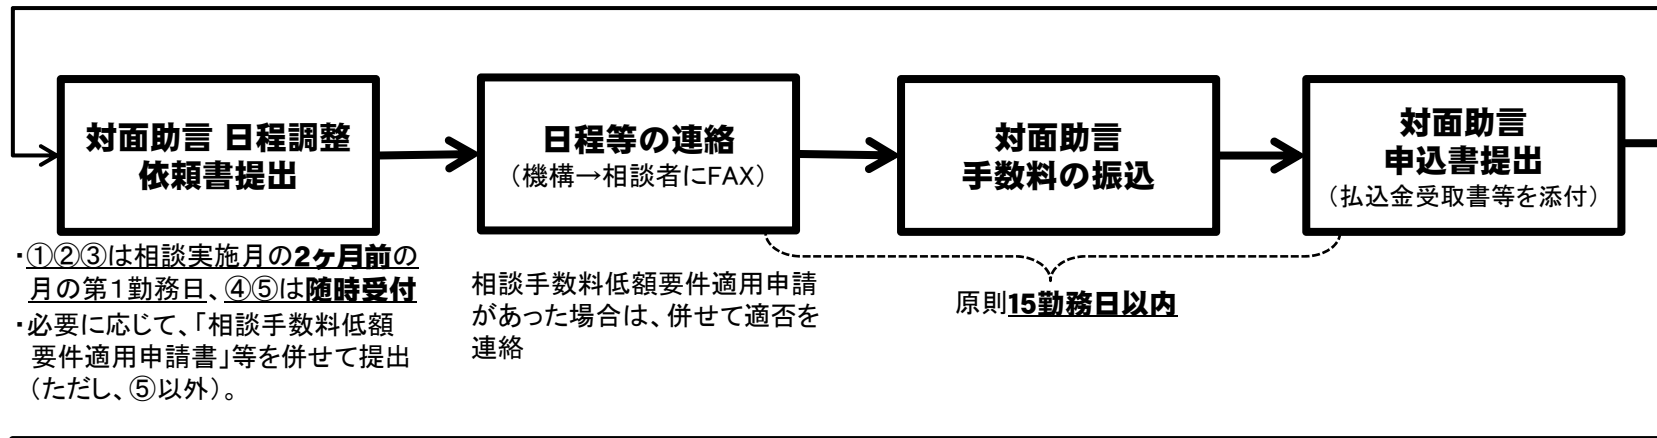 対面助言 日程調整
依頼書提出
日程等の連絡
（機構→相談者にFAX）
対面助言
手数料の振込
対面助言
申込書提出
（払込金受取書等を添付）
・①②③は相談実施月の2ヶ月前の
月の第１勤務日、④⑤は随時受付
・必要に応じて、「相談手数料低額
要件適用申請書」等を併せて提出
（ただし、⑤以外）。
相談手数料低額要件適用申請
があった場合は、併せて適否を
連絡
原則15勤務日以内